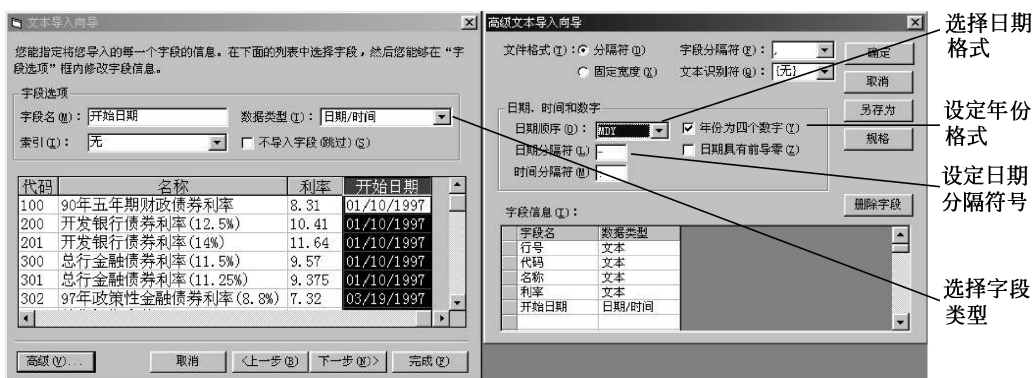 文本导入向导
您能指定将您导入的每一个字段的信息。在下面的列表中选择字段，然后您能够在“字
段选项”框内修改字段信息。
字段选项
字段名(M)： 开始日期 数据类型(T)： 日期/时间
索引(I)： 无 不导入字段(跳过)(S)
代码 名称 利率 开始日期
100 90年五年期财政债券利率 8.31 01/10/1997
200 开发银行债券利率(12.5%) 10.41 01/10/1997
201 开发银行债券利率(14%) 11.64 01/10/1997
300 总行金融债券利率(11.5%) 9.57 01/10/1997
301 总行金融债券利率(11.25%) 9.375 01/10/1997
302 97年政策性金融债券利率(8.8%) 7.32 03/19/1997
高级(V)... 取消 <上一步(B) 下一步(N)> 完成(F)
高级文本导入向导
文件格式(T)： 分隔符(D) 字段分隔符(F)： ,
固定宽度(X) 文本识别符(Q)： {无}
确定
取消
另存为
规格
日期、时间和数字
日期顺序(O)： MDY 年份为四个数字(Y)
日期分隔符(L) - 日期具有前导零(Z)
时间分隔符(M) :
字段信息(I)：
删除字段
字段名 数据类型
行号 文本
代码 文本
名称 文本
利率 文本
开始日期 日期/时间
选择日期
格式
设定年份
格式
设定日期
分隔符号
选择字段
类型